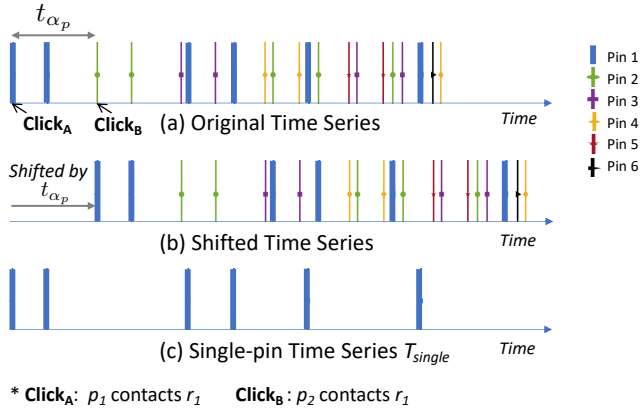 t_{α_p}
Pin 1
Pin 2
Pin 3
Pin 4
Pin 5
Pin 6
Click_A
Click_B
(a) Original Time Series
Time
Shifted by
t_{α_p}
(b) Shifted Time Series
Time
(c) Single-pin Time Series T_{single}
Time
* Click_A: p_1 contacts r_1 Click_B : p_2 contacts r_1